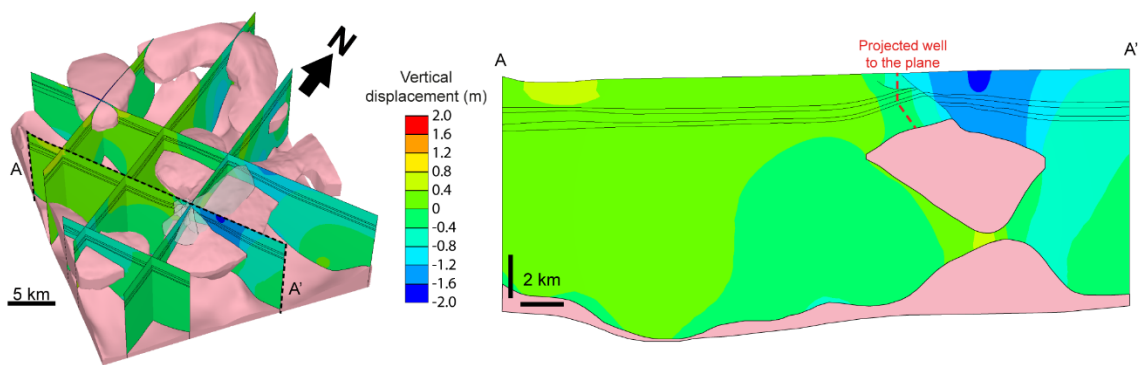 N
A
A'
5 km
Vertical
displacement (m)
2.0
1.6
1.2
0.8
0.4
0
-0.4
-0.8
-1.2
-1.6
-2.0
Projected well
to the plane
A
A'
2 km